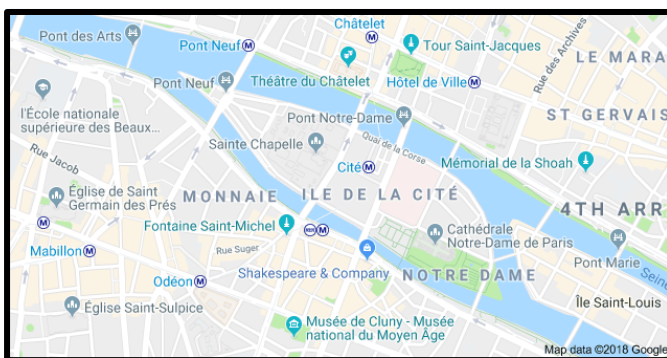 Pont des Arts
Pont Neuf
Châtelet
Tour Saint-Jacques
Rue des Archives
LE MARA
Théâtre du Châtelet
Hôtel de Ville
Pont Neuf
l'École nationale
supérieure des Beaux...
Pont Notre-Dame
ST GERVAIS
Sainte Chapelle
Quai de la Corse
Mémorial de la Shoah
Rue Jacob
Cité
Église de Saint
Germain des Prés
MONNAIE
ILE DE LA CITÉ
4TH ARR
Fontaine Saint-Michel
RER
Cathédrale
Notre-Dame de Paris
Mabillon
Rue Suger
Pont Marie
Shakespeare & Company
NOTRE DAME
Seine
Odéon
Île Saint-Louis
Église Saint-Sulpice
Musée de Cluny - Musée
national du Moyen Âge
Map data ©2018 Google